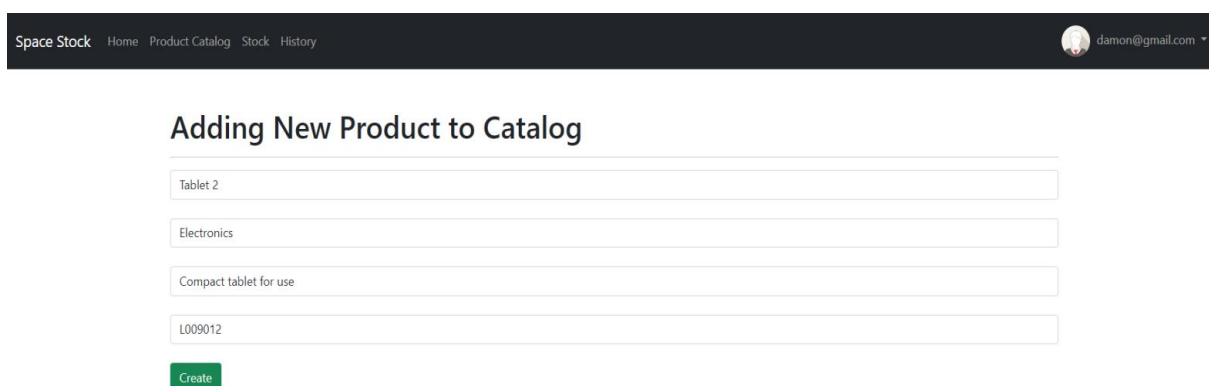 Space Stock Home Product Catalog Stock History damon@gmail.com
Adding New Product to Catalog
Tablet 2
Electronics
Compact tablet for use
L009012
Create